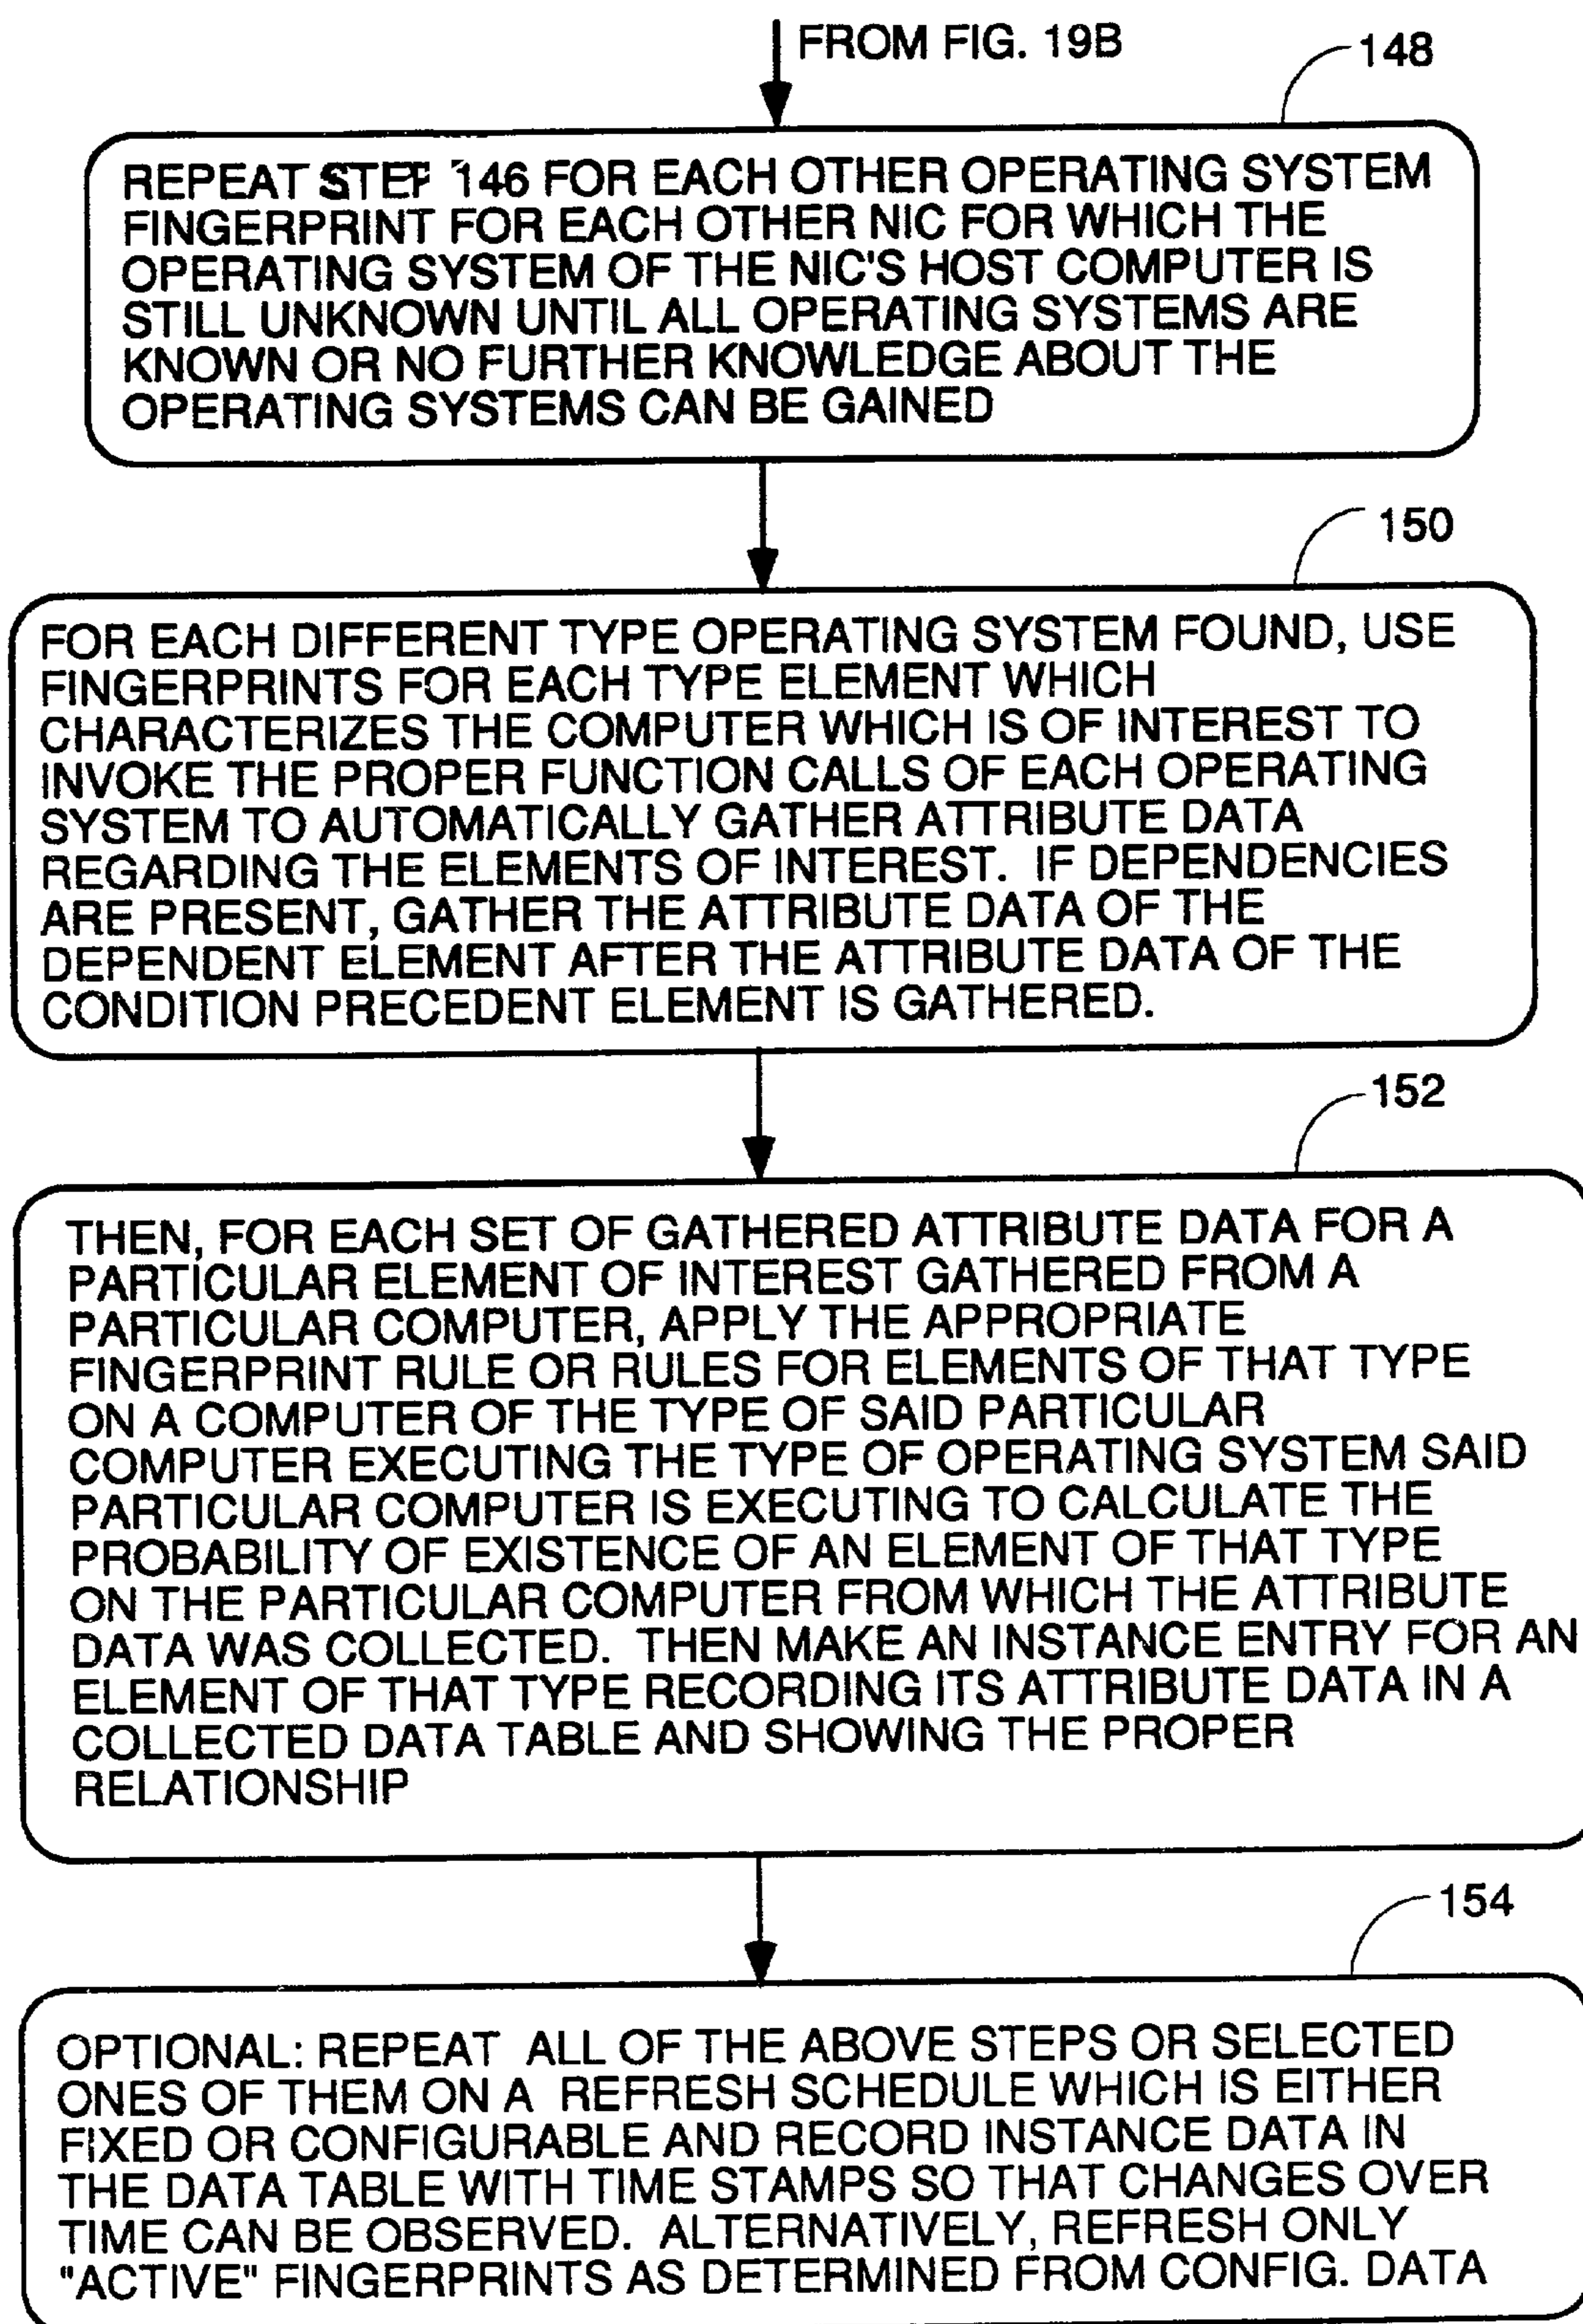 FROM FIG. 19B
148
REPEAT STEP 146 FOR EACH OTHER OPERATING SYSTEM
FINGERPRINT FOR EACH OTHER NIC FOR WHICH THE
OPERATING SYSTEM OF THE NIC'S HOST COMPUTER IS
STILL UNKNOWN UNTIL ALL OPERATING SYSTEMS ARE
KNOWN OR NO FURTHER KNOWLEDGE ABOUT THE
OPERATING SYSTEMS CAN BE GAINED
150
FOR EACH DIFFERENT TYPE OPERATING SYSTEM FOUND, USE
FINGERPRINTS FOR EACH TYPE ELEMENT WHICH
CHARACTERIZES THE COMPUTER WHICH IS OF INTEREST TO
INVOKE THE PROPER FUNCTION CALLS OF EACH OPERATING
SYSTEM TO AUTOMATICALLY GATHER ATTRIBUTE DATA
REGARDING THE ELEMENTS OF INTEREST. IF DEPENDENCIES
ARE PRESENT, GATHER THE ATTRIBUTE DATA OF THE
DEPENDENT ELEMENT AFTER THE ATTRIBUTE DATA OF THE
CONDITION PRECEDENT ELEMENT IS GATHERED.
152
THEN, FOR EACH SET OF GATHERED ATTRIBUTE DATA FOR A
PARTICULAR ELEMENT OF INTEREST GATHERED FROM A
PARTICULAR COMPUTER, APPLY THE APPROPRIATE
FINGERPRINT RULE OR RULES FOR ELEMENTS OF THAT TYPE
ON A COMPUTER OF THE TYPE OF SAID PARTICULAR
COMPUTER EXECUTING THE TYPE OF OPERATING SYSTEM SAID
PARTICULAR COMPUTER IS EXECUTING TO CALCULATE THE
PROBABILITY OF EXISTENCE OF AN ELEMENT OF THAT TYPE
ON THE PARTICULAR COMPUTER FROM WHICH THE ATTRIBUTE
DATA WAS COLLECTED. THEN MAKE AN INSTANCE ENTRY FOR AN
ELEMENT OF THAT TYPE RECORDING ITS ATTRIBUTE DATA IN A
COLLECTED DATA TABLE AND SHOWING THE PROPER
RELATIONSHIP
154
OPTIONAL: REPEAT ALL OF THE ABOVE STEPS OR SELECTED
ONES OF THEM ON A REFRESH SCHEDULE WHICH IS EITHER
FIXED OR CONFIGURABLE AND RECORD INSTANCE DATA IN
THE DATA TABLE WITH TIME STAMPS SO THAT CHANGES OVER
TIME CAN BE OBSERVED. ALTERNATIVELY, REFRESH ONLY
"ACTIVE" FINGERPRINTS AS DETERMINED FROM CONFIG. DATA